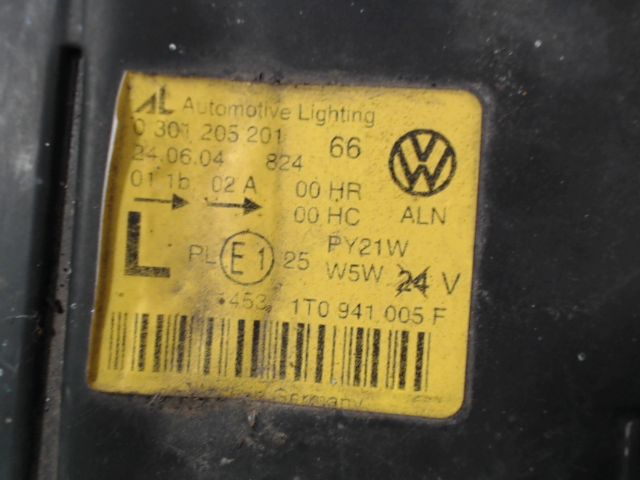 AL Automotive Lighting
0 301 205 201 66
24.06.04 824
01 1b 02 A 00 HR
00 HC ALN
L PL E1 25 PY21W
W5W 24 V
1T0 941 005 F
Germany